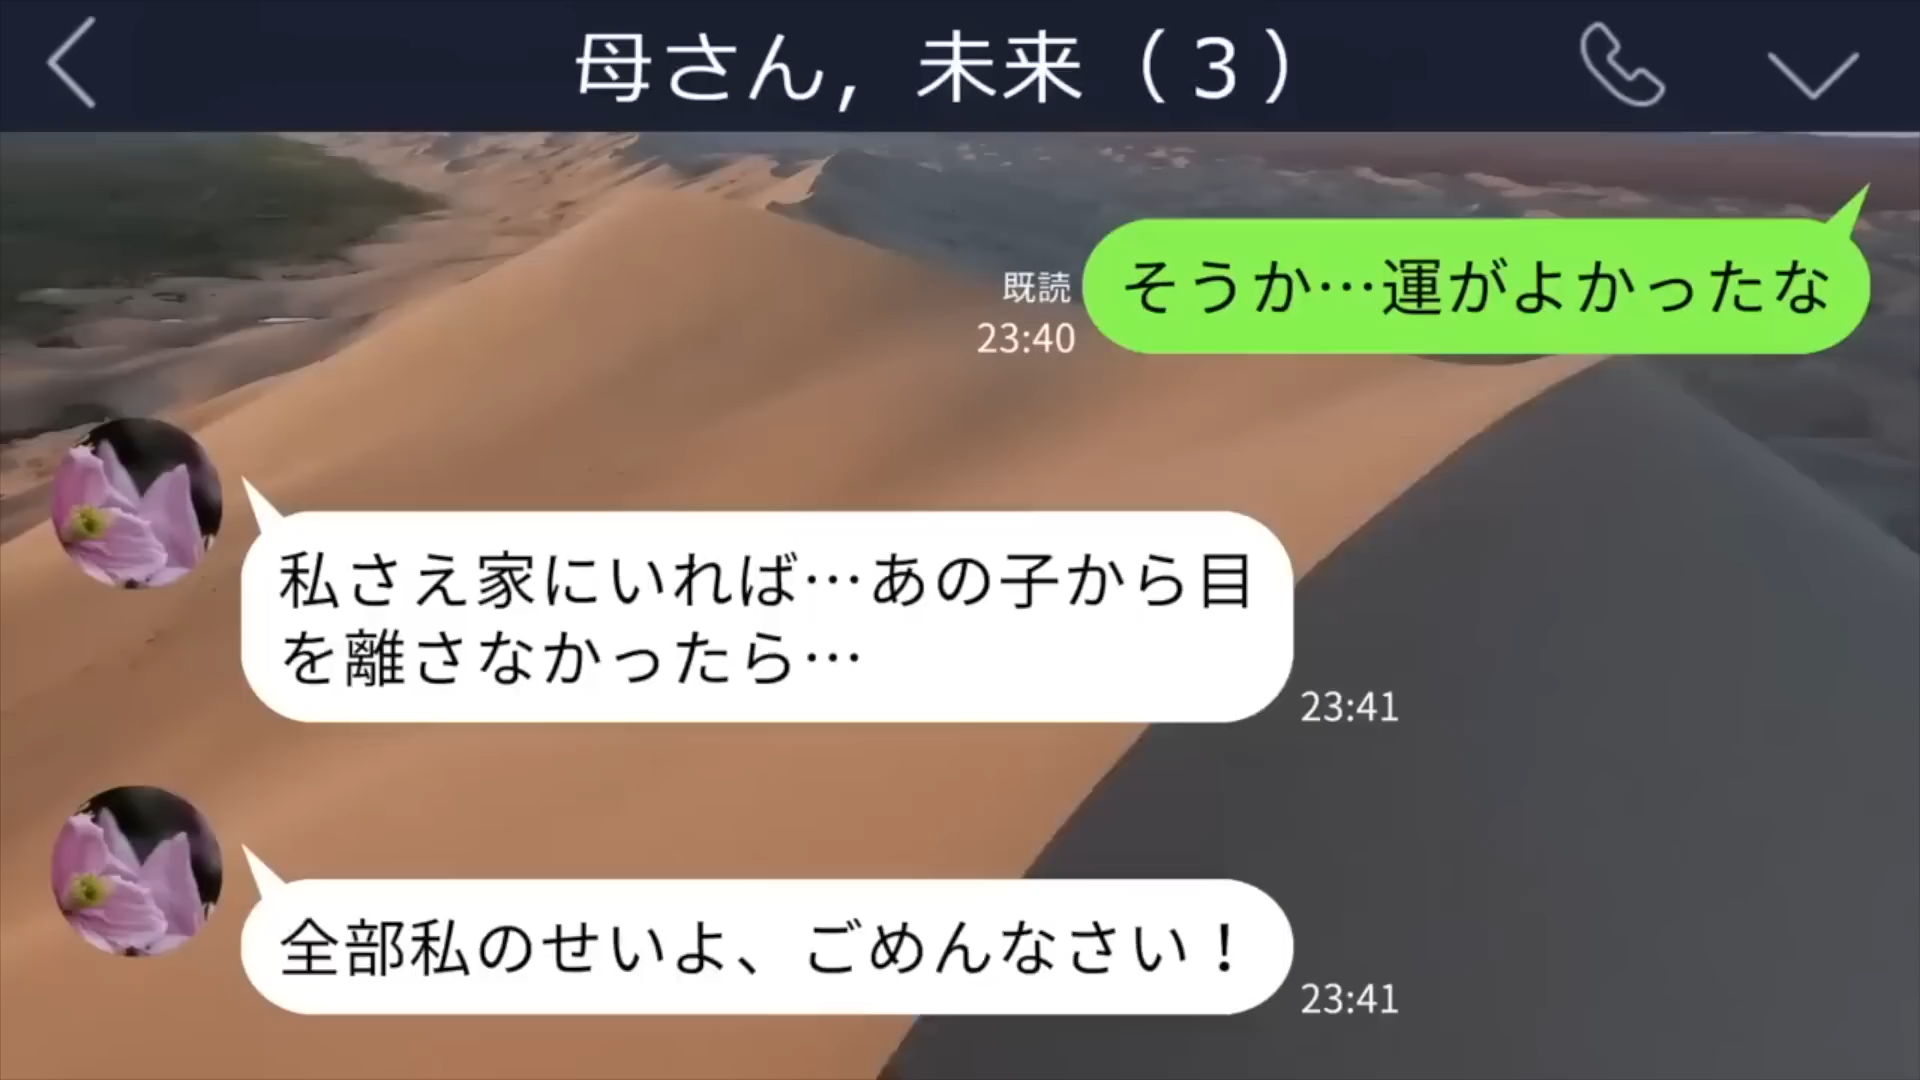 母さん,未来（3）
そうか…運がよかったな
既読
23:40
私さえ家にいれば…あの子から目
を離さなかったら…
23:41
全部私のせいよ、ごめんなさい！
23:41